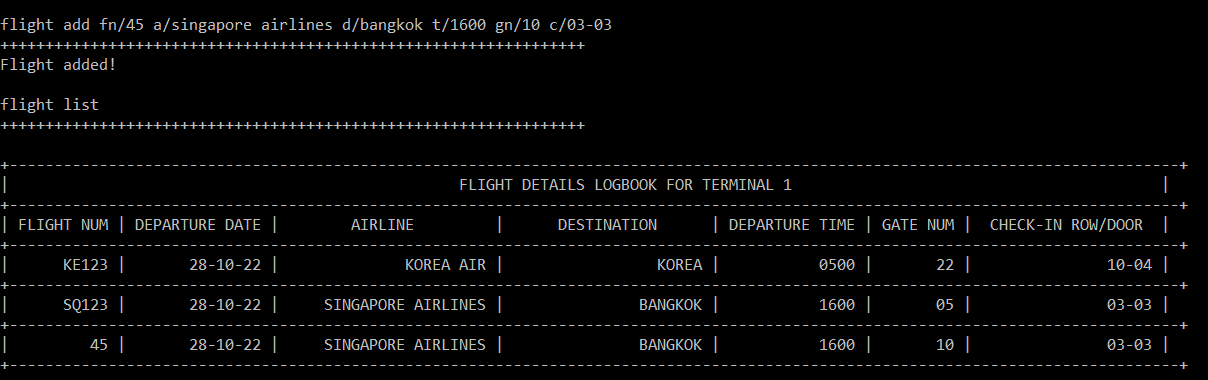 flight add fn/45 a/singapore airlines d/bangkok t/1600 gn/10 c/03-03
+++++++++++++++++++++++++++++++++++++++++++++++++++++++++++++++++
Flight added!
flight list
+++++++++++++++++++++++++++++++++++++++++++++++++++++++++++++++++
+----------------------------------------------------------------------------------------------------------------------------------+
| FLIGHT DETAILS LOGBOOK FOR TERMINAL 1 |
+----------------------------------------------------------------------------------------------------------------------------------+
| FLIGHT NUM | DEPARTURE DATE | AIRLINE | DESTINATION | DEPARTURE TIME | GATE NUM | CHECK-IN ROW/DOOR |
+----------------------------------------------------------------------------------------------------------------------------------+
| KE123 | 28-10-22 | KOREA AIR | KOREA | 0500 | 22 | 10-04 |
+----------------------------------------------------------------------------------------------------------------------------------+
| SQ123 | 28-10-22 | SINGAPORE AIRLINES | BANGKOK | 1600 | 05 | 03-03 |
+----------------------------------------------------------------------------------------------------------------------------------+
| 45 | 28-10-22 | SINGAPORE AIRLINES | BANGKOK | 1600 | 10 | 03-03 |
+----------------------------------------------------------------------------------------------------------------------------------+